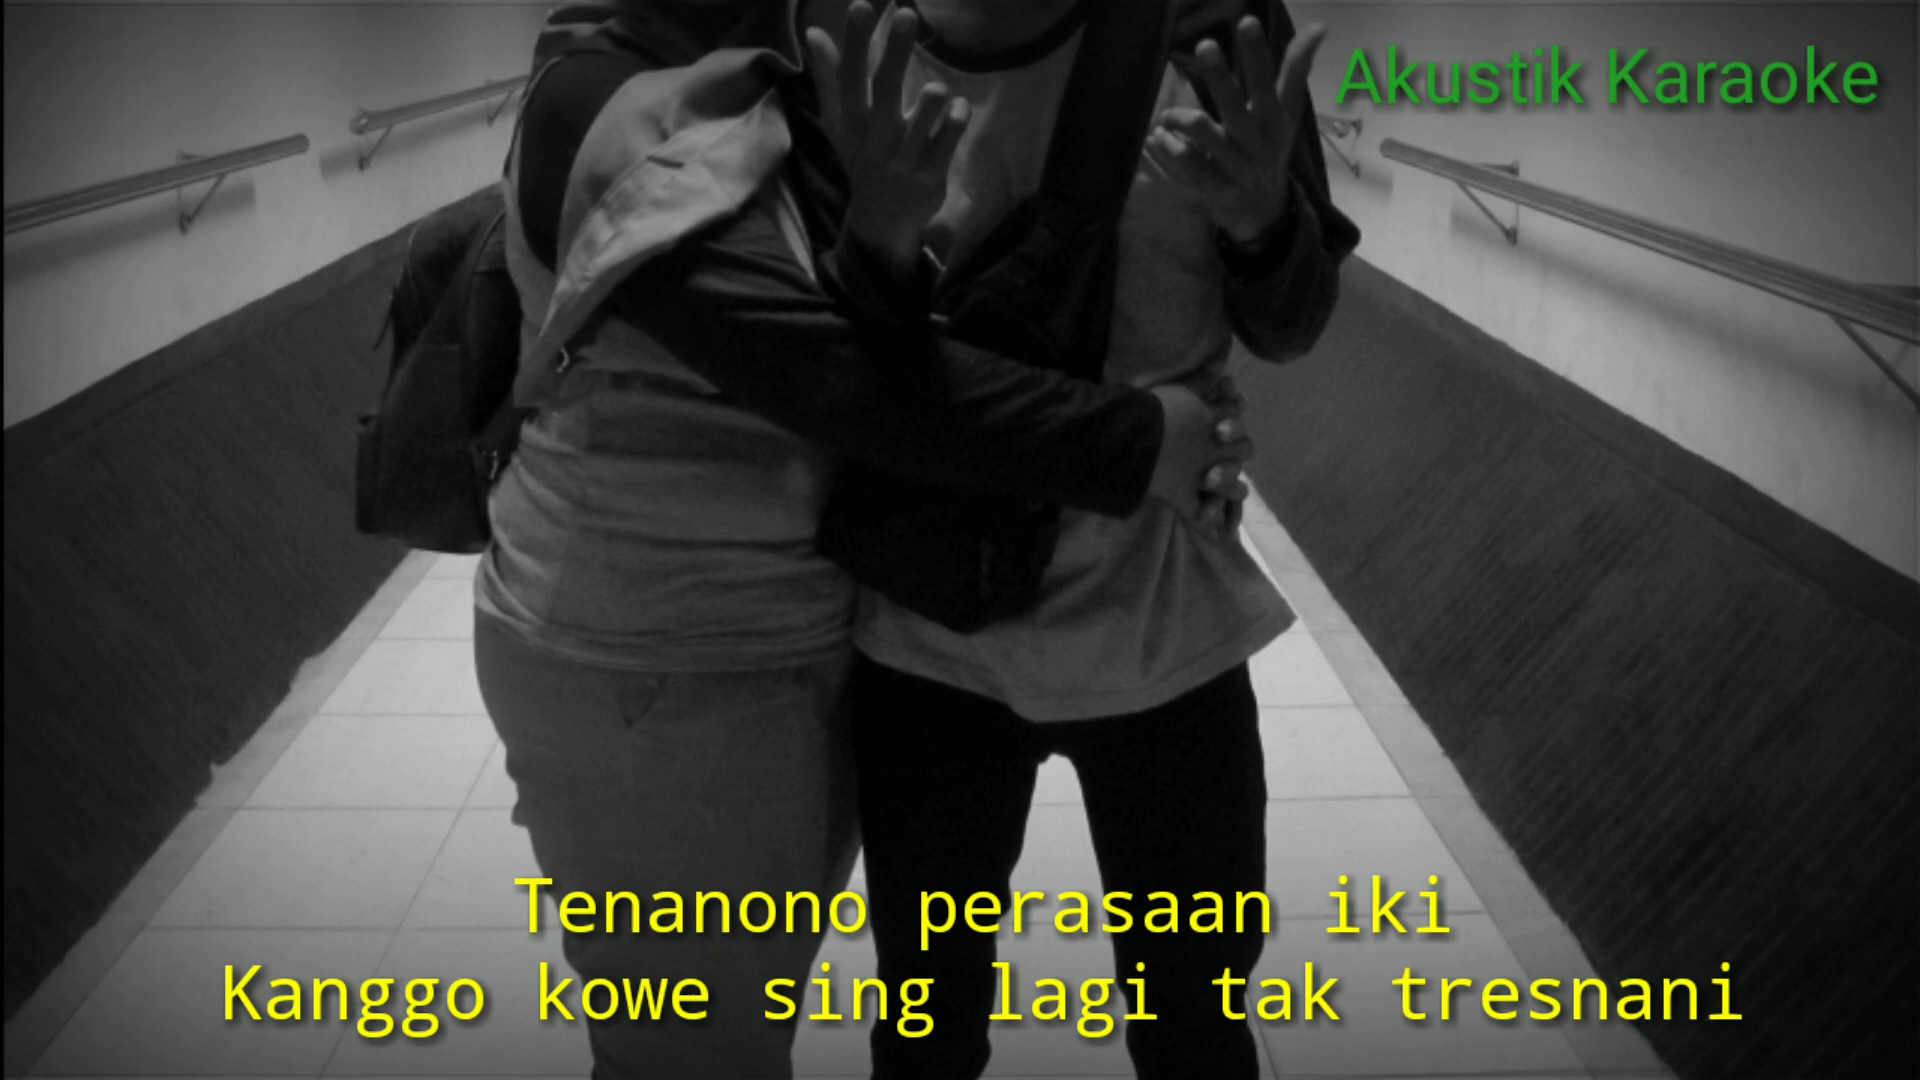 Akustik Karaoke
Tenanono perasaan iki
Kanggo kowe sing lagi tak tresnani